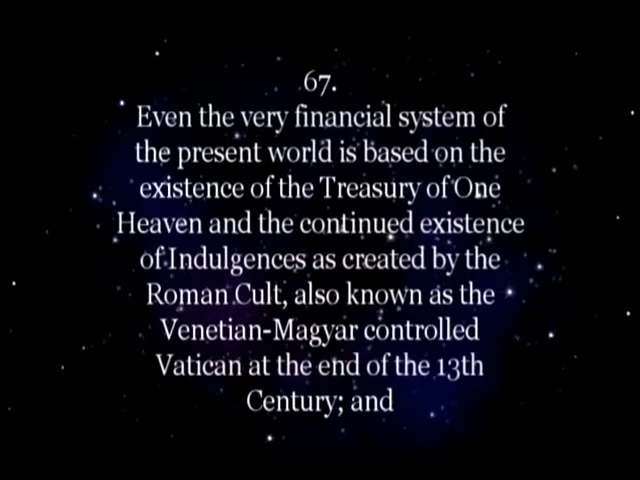 67.
Even the very financial system of
the present world is based on the
existence of the Treasury of One
Heaven and the continued existence
of Indulgences as created by the
Roman Cult, also known as the
Venetian-Magyar controlled
Vatican at the end of the 13th
Century; and